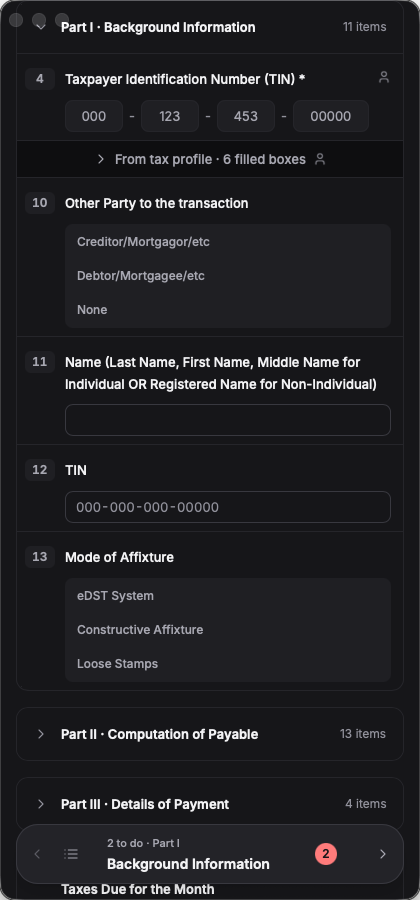 Part I · Background Information 11 items
4 Taxpayer Identification Number (TIN) *
000 - 123 - 453 - 00000
From tax profile · 6 filled boxes
10 Other Party to the transaction
Creditor/Mortgagor/etc
Debtor/Mortgagee/etc
None
11 Name (Last Name, First Name, Middle Name for
Individual OR Registered Name for Non-Individual)
12 TIN
000-000-000-00000
13 Mode of Affixture
eDST System
Constructive Affixture
Loose Stamps
Part II · Computation of Payable 13 items
Part III · Details of Payment 4 items
2 to do · Part I
Background Information 2
Taxes Due for the Month